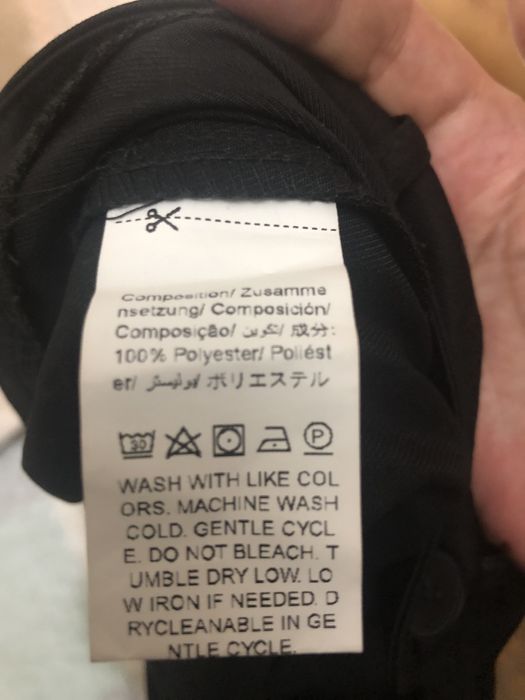 Composition/ Zusamme
nsetzung/ Composición/
Composição/ تكوين/ 成分:
100% Polyester/ Poliést
er/ بوليستر/ ポリエステル
30
P
WASH WITH LIKE COL
ORS. MACHINE WASH
COLD. GENTLE CYCL
E. DO NOT BLEACH. T
UMBLE DRY LOW. LO
W IRON IF NEEDED. D
RYCLEANABLE IN GE
NTLE CYCLE.